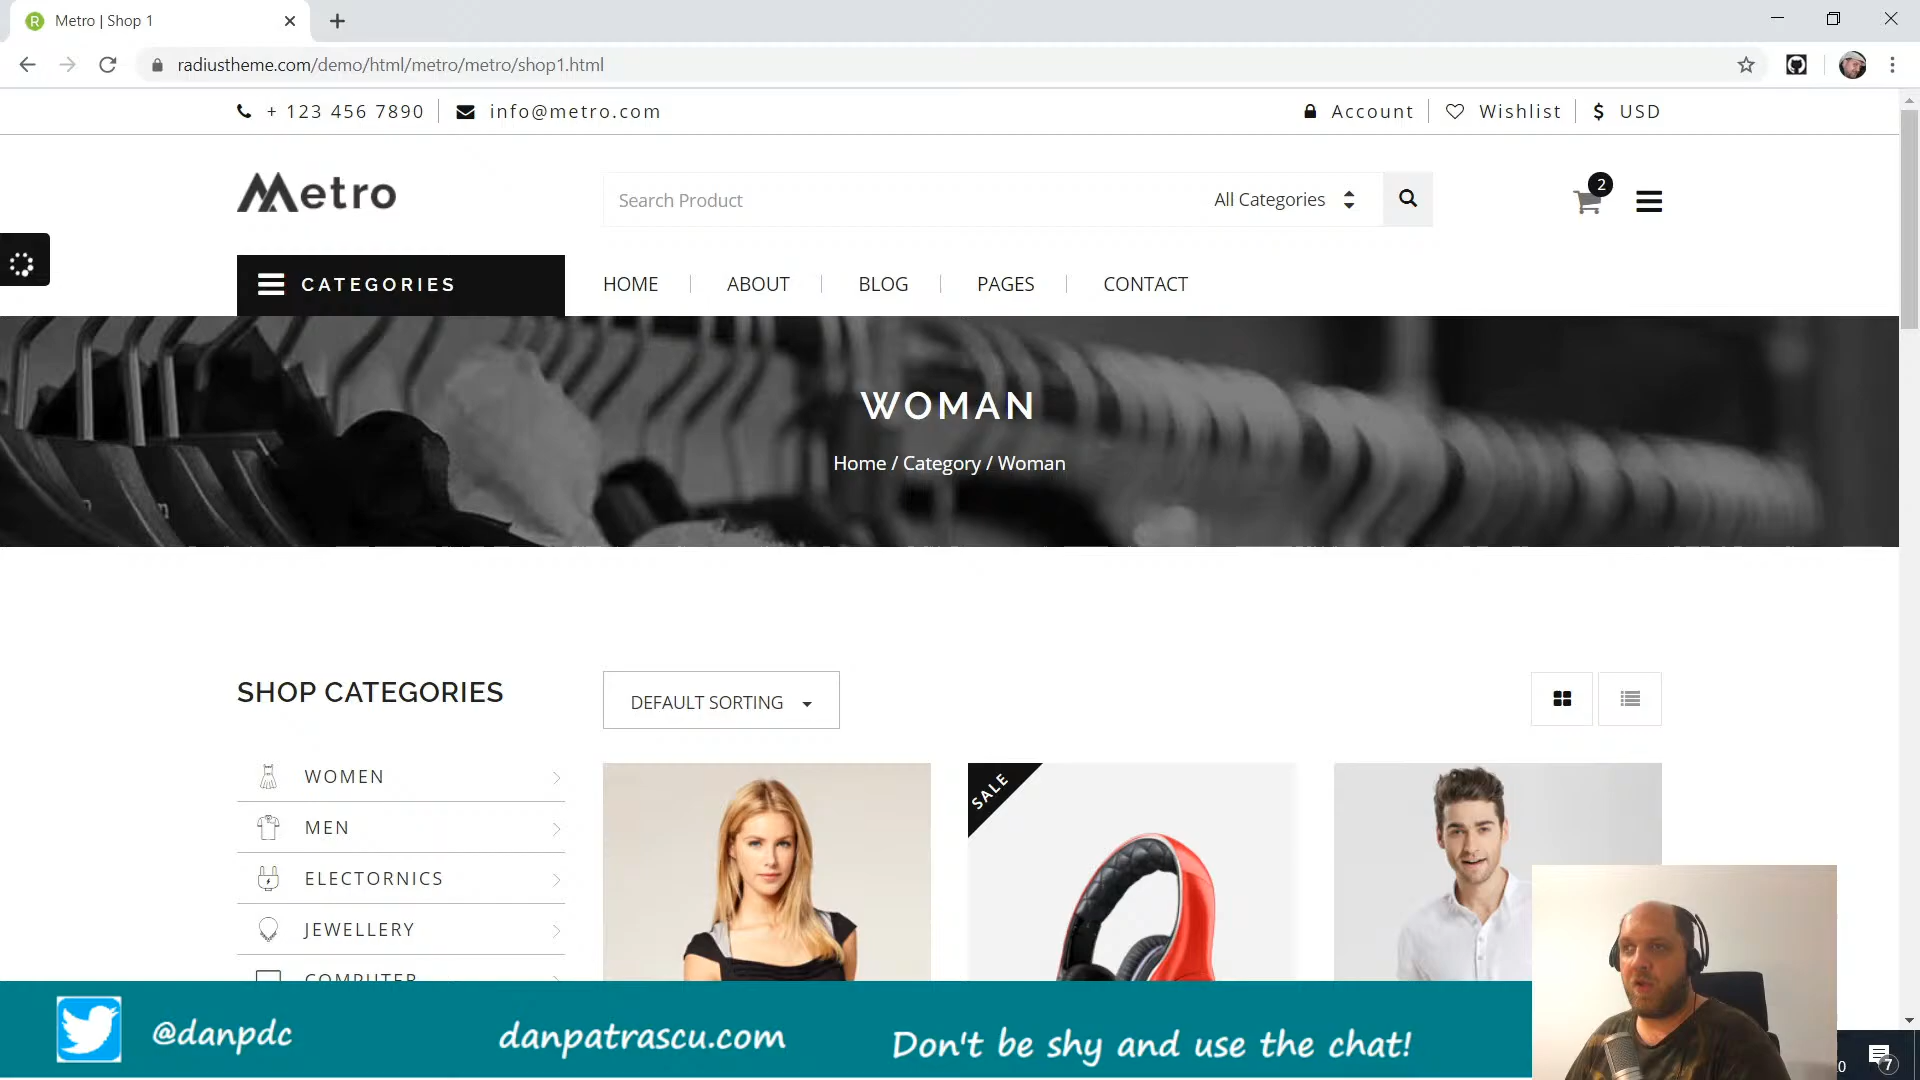 Metro | Shop 1
radiustheme.com/demo/html/metro/metro/shop1.html
+ 123 456 7890
info@metro.com
Account
Wishlist
$ USD
Metro
Search Product
All Categories
2
CATEGORIES
HOME
ABOUT
BLOG
PAGES
CONTACT
WOMAN
Home / Category / Woman
SHOP CATEGORIES
DEFAULT SORTING
WOMEN
MEN
ELECTORNICS
JEWELLERY
COMPUTER
SALE
@danpdc
danpatrascu.com
Don't be shy and use the chat!
7